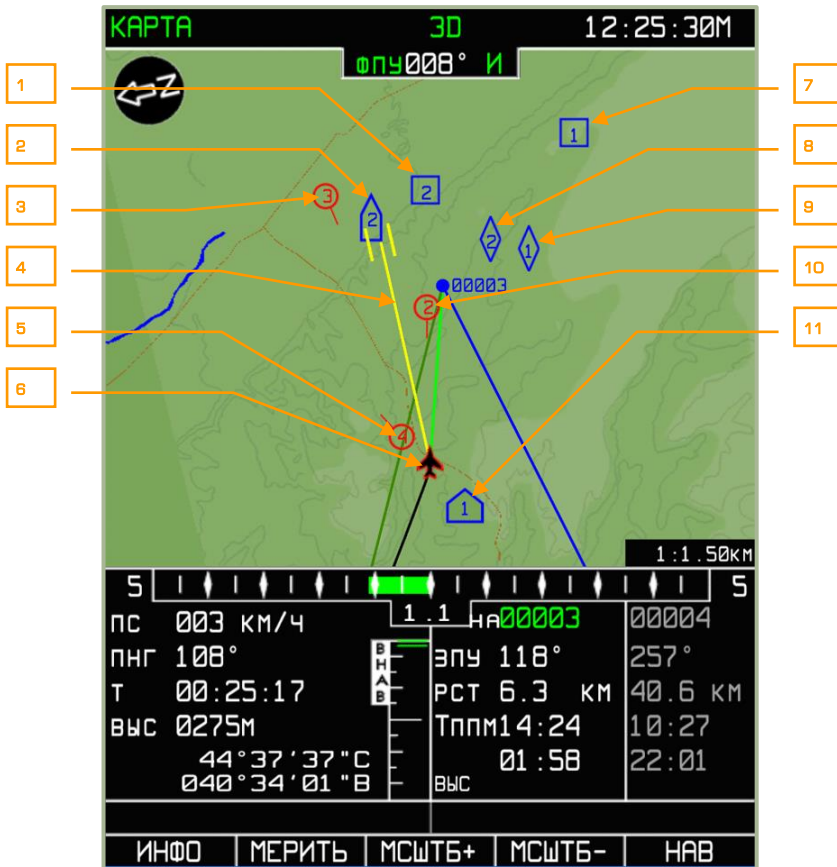 КАРТА 3D 12:25:30М
ФПУ008° И
N
1
2
3
4
5
6
7
8
9
10
11
1
2
3
2
2
1
00003
2
4
1
1:1.50км
5 5
1.1
ПС 003 КМ/Ч
ПНГ 108°
Т 00:25:17
ВЫС 0275М
44°37'37"С
040°34'01"В
ВНАВ
НА00003 00004
ЗПУ 118° 257°
РСТ 6.3 КМ 40.6 КМ
Тппм14:24 10:27
01:58 22:01
ВЫС
ИНФО МЕРИТЬ МСШТБ+ МСШТБ- НАВ